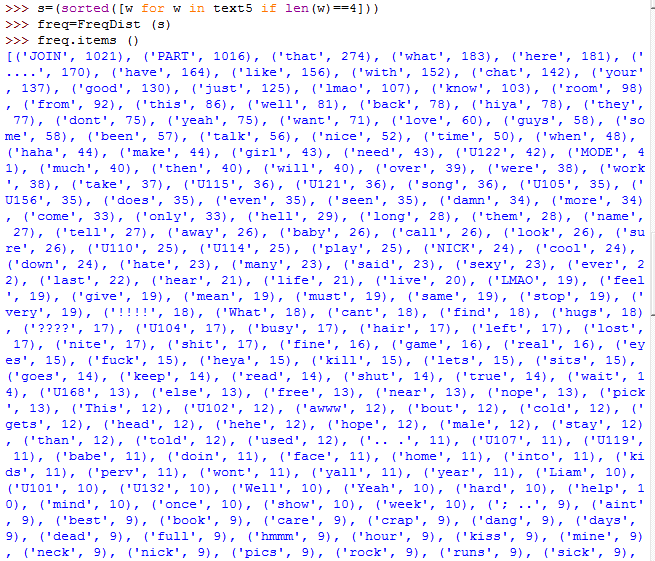 >>> s=(sorted([w for w in text5 if len(w)==4]))
>>> freq=FreqDist (s)
>>> freq.items ()
[('JOIN', 1021), ('PART', 1016), ('that', 274), ('what', 183), ('here', 181), ('
....', 170), ('have', 164), ('like', 156), ('with', 152), ('chat', 142), ('your'
, 137), ('good', 130), ('just', 125), ('lmao', 107), ('know', 103), ('room', 98)
, ('from', 92), ('this', 86), ('well', 81), ('back', 78), ('hiya', 78), ('they',
 77), ('dont', 75), ('yeah', 75), ('want', 71), ('love', 60), ('guys', 58), ('so
me', 58), ('been', 57), ('talk', 56), ('nice', 52), ('time', 50), ('when', 48),
('haha', 44), ('make', 44), ('girl', 43), ('need', 43), ('U122', 42), ('MODE', 4
1), ('much', 40), ('then', 40), ('will', 40), ('over', 39), ('were', 38), ('work
', 38), ('take', 37), ('U115', 36), ('U121', 36), ('song', 36), ('U105', 35), ('
U156', 35), ('does', 35), ('even', 35), ('seen', 35), ('damn', 34), ('more', 34)
, ('come', 33), ('only', 33), ('hell', 29), ('long', 28), ('them', 28), ('name',
 27), ('tell', 27), ('away', 26), ('baby', 26), ('call', 26), ('look', 26), ('su
re', 26), ('U110', 25), ('U114', 25), ('play', 25), ('NICK', 24), ('cool', 24),
('down', 24), ('hate', 23), ('many', 23), ('said', 23), ('sexy', 23), ('ever', 2
2), ('last', 22), ('hear', 21), ('life', 21), ('live', 20), ('LMAO', 19), ('feel
', 19), ('give', 19), ('mean', 19), ('must', 19), ('same', 19), ('stop', 19), ('
very', 19), ('!!!!', 18), ('What', 18), ('cant', 18), ('find', 18), ('hugs', 18)
, ('????', 17), ('U104', 17), ('busy', 17), ('hair', 17), ('left', 17), ('lost',
 17), ('nite', 17), ('shit', 17), ('fine', 16), ('game', 16), ('real', 16), ('ey
es', 15), ('fuck', 15), ('heya', 15), ('kill', 15), ('lets', 15), ('sits', 15),
('goes', 14), ('keep', 14), ('read', 14), ('shut', 14), ('true', 14), ('wait', 1
4), ('U168', 13), ('else', 13), ('free', 13), ('near', 13), ('nope', 13), ('pick
', 13), ('This', 12), ('U102', 12), ('awww', 12), ('bout', 12), ('cold', 12), ('
gets', 12), ('head', 12), ('hehe', 12), ('hope', 12), ('male', 12), ('stay', 12)
, ('than', 12), ('told', 12), ('used', 12), ('.. .', 11), ('U107', 11), ('U119',
 11), ('babe', 11), ('doin', 11), ('face', 11), ('home', 11), ('into', 11), ('ki
ds', 11), ('perv', 11), ('wont', 11), ('yall', 11), ('year', 11), ('Liam', 10),
('U101', 10), ('U132', 10), ('Well', 10), ('Yeah', 10), ('hard', 10), ('help', 1
0), ('mind', 10), ('once', 10), ('show', 10), ('week', 10), ('; ..', 9), ('aint'
, 9), ('best', 9), ('book', 9), ('care', 9), ('crap', 9), ('dang', 9), ('days',
9), ('dead', 9), ('full', 9), ('hmmm', 9), ('hour', 9), ('kiss', 9), ('mine', 9)
, ('neck', 9), ('nick', 9), ('pics', 9), ('rock', 9), ('runs', 9), ('sick', 9),